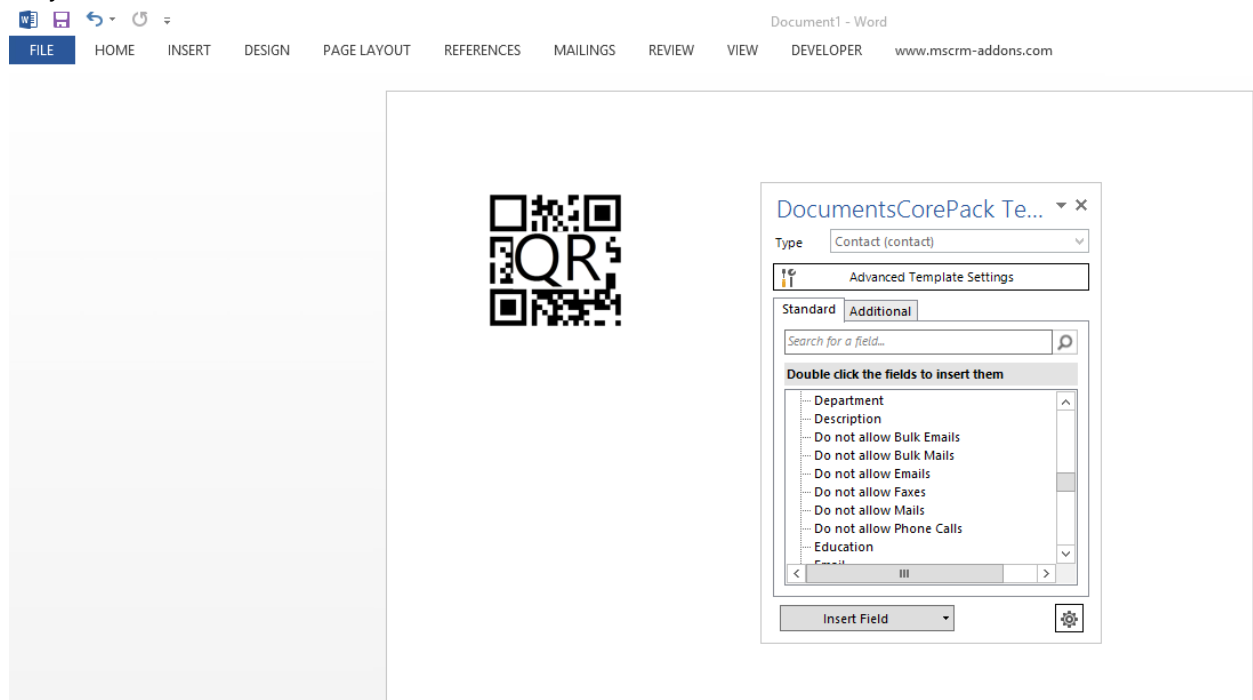 Document1 - Word
FILE HOME INSERT DESIGN PAGE LAYOUT REFERENCES MAILINGS REVIEW VIEW DEVELOPER www.mscrm-addons.com
QR
DocumentsCorePack Te...
Type Contact (contact)
Advanced Template Settings
Standard Additional
Search for a field...
Double click the fields to insert them
Department
Description
Do not allow Bulk Emails
Do not allow Bulk Mails
Do not allow Emails
Do not allow Faxes
Do not allow Mails
Do not allow Phone Calls
Education
Email
Insert Field